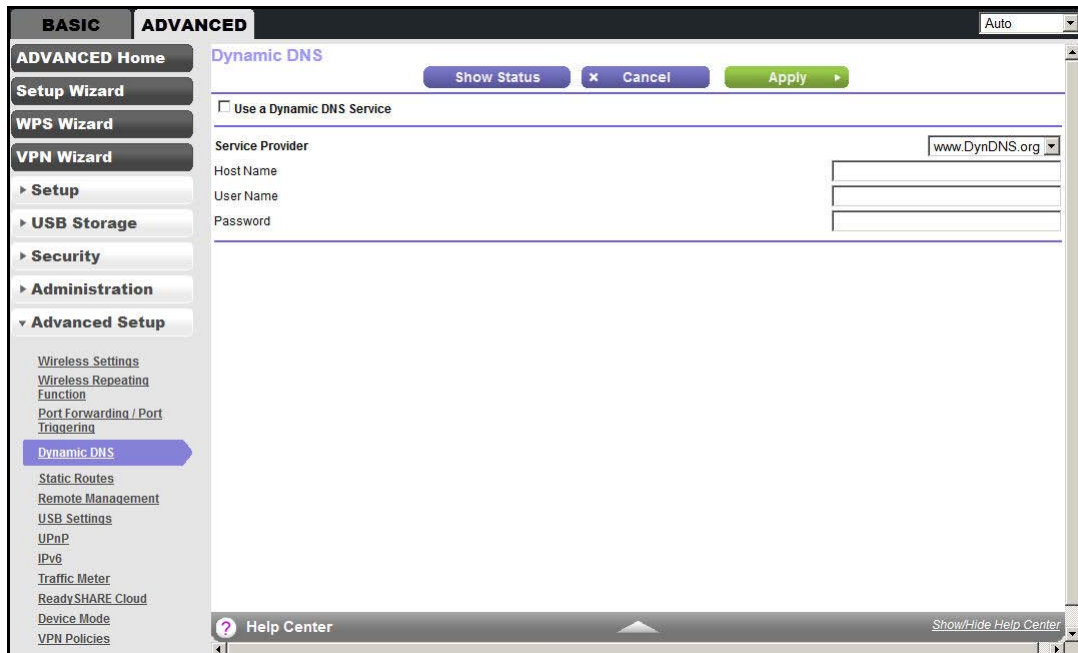 BASIC
ADVANCED
Auto
ADVANCED Home
Setup Wizard
WPS Wizard
VPN Wizard
Setup
USB Storage
Security
Administration
Advanced Setup
Wireless Settings
Wireless Repeating
Function
Port Forwarding / Port
Triggering
Dynamic DNS
Static Routes
Remote Management
USB Settings
UPnP
IPv6
Traffic Meter
ReadySHARE Cloud
Device Mode
VPN Policies
Dynamic DNS
Show Status
× Cancel
Apply
Use a Dynamic DNS Service
Service Provider
www.DynDNS.org
Host Name
User Name
Password
? Help Center
Show/Hide Help Center